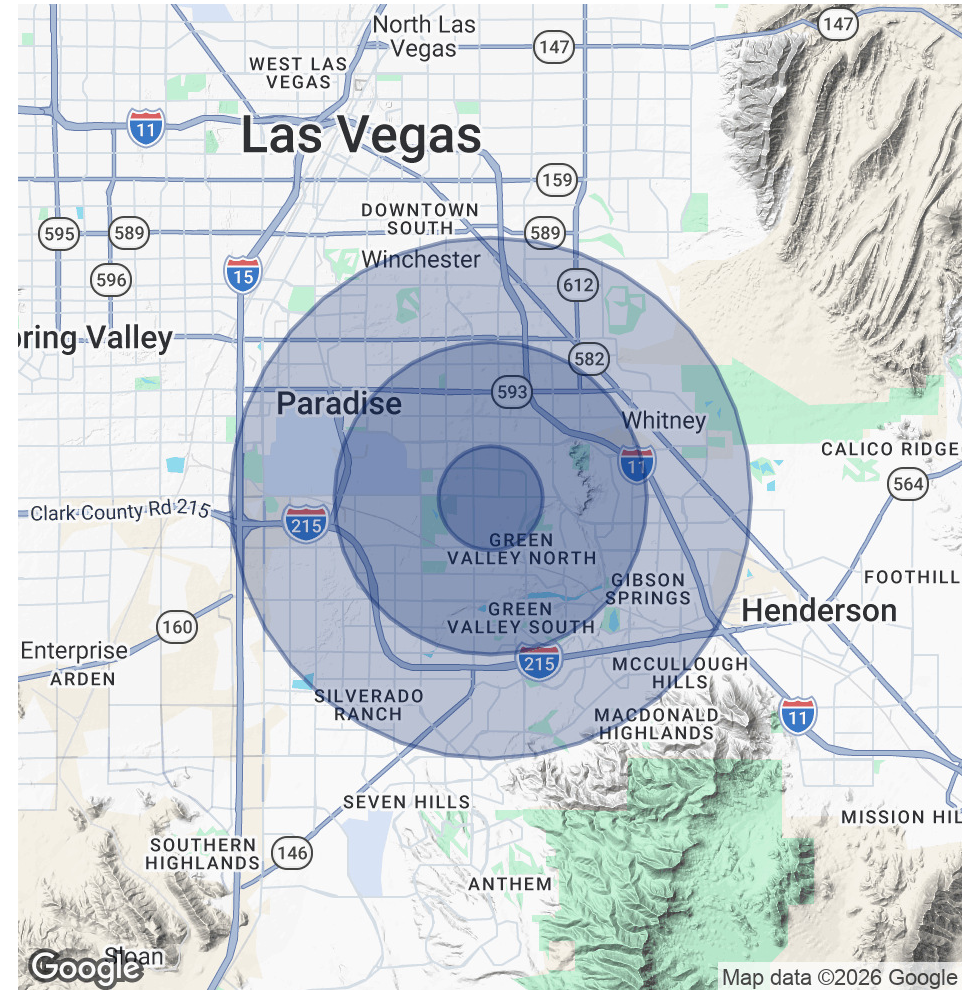 147
North Las
Vegas
147
WEST LAS
VEGAS
11
Las Vegas
159
DOWNTOWN
SOUTH
595
589
589
Winchester
15
596
612
oring Valley
582
593
Paradise
Whitney
CALICO RIDGE
11
564
Clark County Rd 215
215
GREEN
VALLEY NORTH
FOOTHILL
GIBSON
SPRINGS
Henderson
GREEN
VALLEY SOUTH
160
Enterprise
ARDEN
215
MCCULLOUGH
HILLS
SILVERADO
RANCH
MACDONALD
HIGHLANDS
11
SEVEN HILLS
MISSION HIL
SOUTHERN
HIGHLANDS
146
ANTHEM
Sloan
Google
Map data ©2026 Google